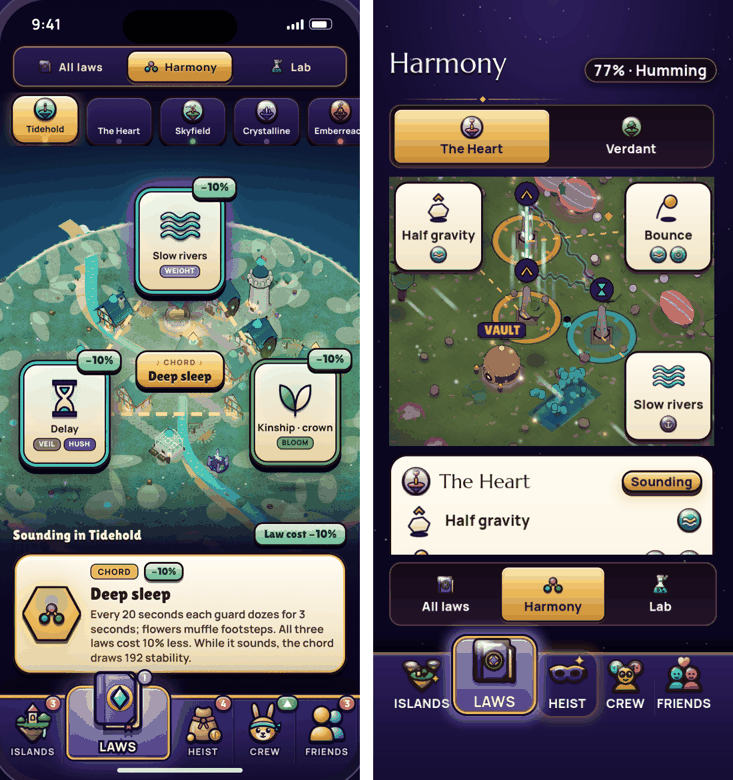 9:41
All laws
Harmony
Lab
Tidehold
The Heart
Skyfield
Crystalline
Emberreac
-10%
Slow rivers
WEIGHT
-10%
Delay
VEIL HUSH
♪ CHORD ♪
Deep sleep
-10%
Kinship · crown
BLOOM
Sounding in Tidehold
Law cost -10%
CHORD -10%
Deep sleep
Every 20 seconds each guard dozes for 3
seconds; flowers muffle footsteps. All three
laws cost 10% less. While it sounds, the chord
draws 192 stability.
3
1
4
3
ISLANDS
LAWS
HEIST
CREW
FRIENDS
Harmony
77% · Humming
The Heart
Verdant
Half gravity
Bounce
VAULT
Slow rivers
The Heart
Sounding
Half gravity
All laws
Harmony
Lab
ISLANDS
LAWS
HEIST
CREW
FRIENDS